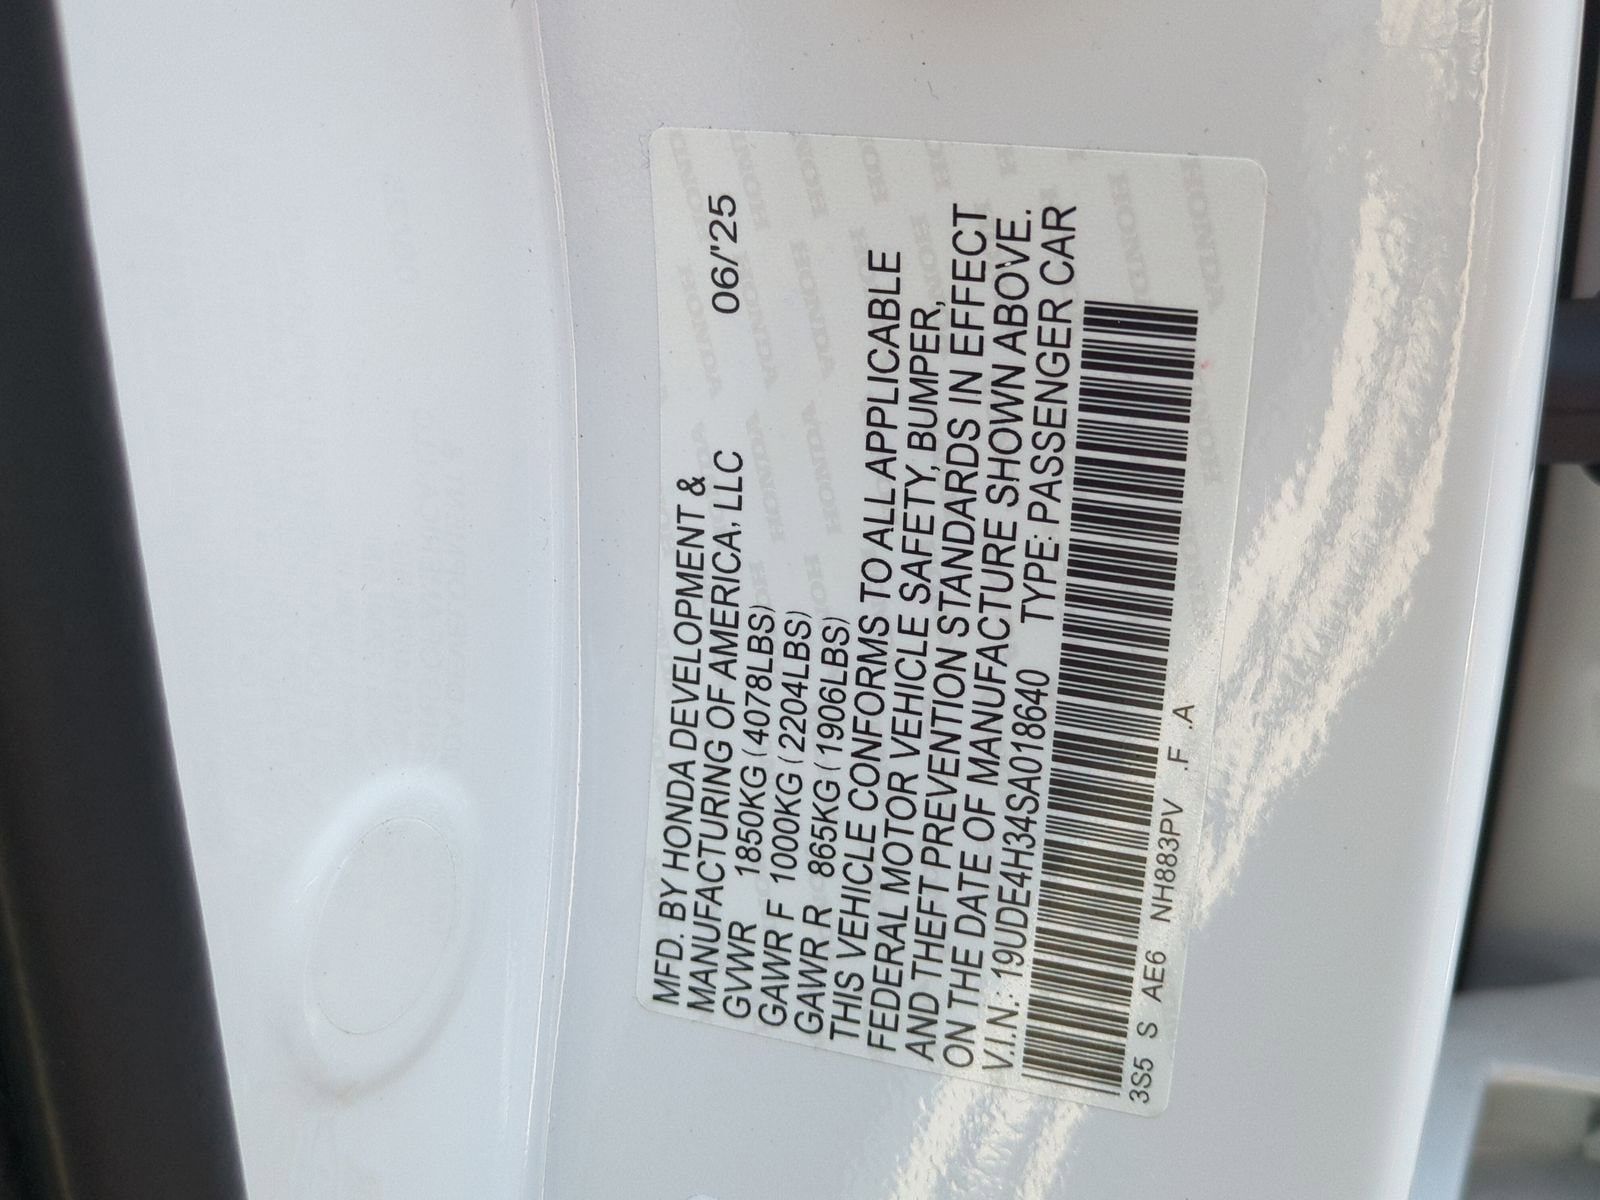 MFD. BY HONDA DEVELOPMENT &
MANUFACTURING OF AMERICA, LLC 06/'25
GVWR 1850KG (4078LBS)
GAWR F 1000KG (2204LBS)
GAWR R 865KG (1906LBS)
THIS VEHICLE CONFORMS TO ALL APPLICABLE
FEDERAL MOTOR VEHICLE SAFETY, BUMPER,
AND THEFT PREVENTION STANDARDS IN EFFECT
ON THE DATE OF MANUFACTURE SHOWN ABOVE.
V.I.N.: 19UDE4H34SA018640 TYPE: PASSENGER CAR
3S5 S AE6 NH883PV .F .A